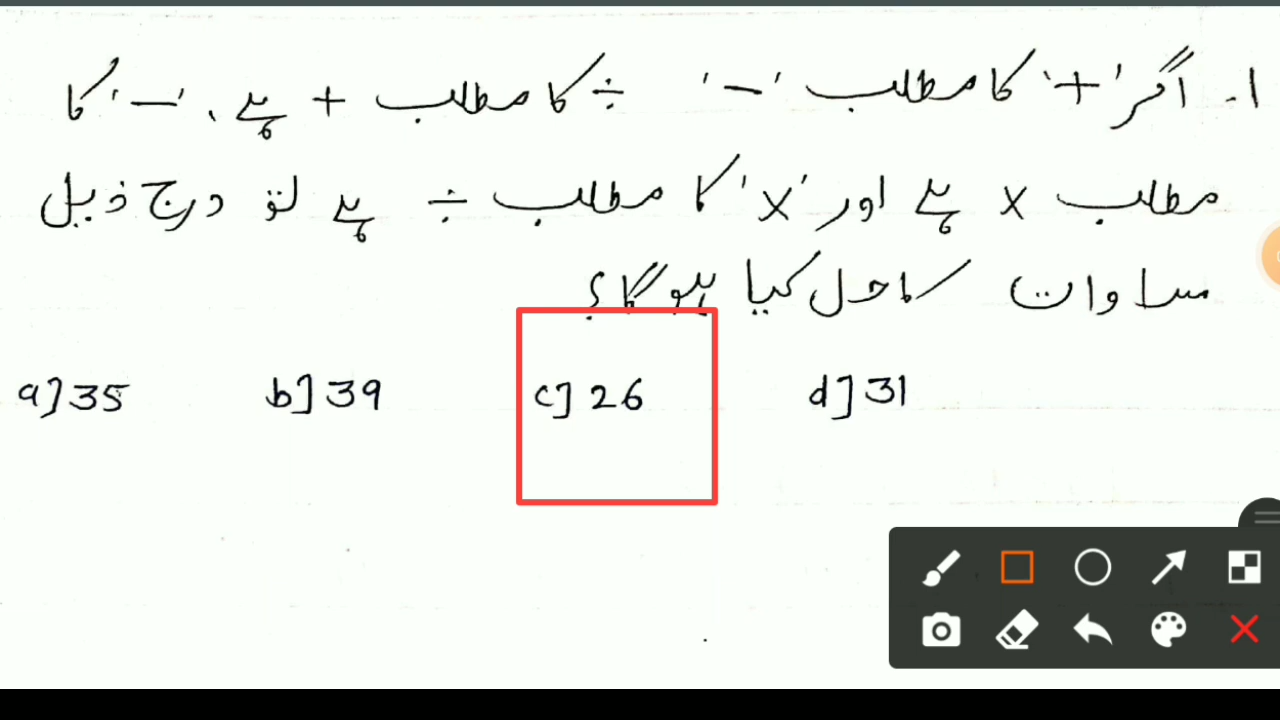 1۔ اگر '+' کا مطلب '−' ÷ کا مطلب + ہے، '−' کا
مطلب x ہے اور 'x' کا مطلب ÷ ہے تو درج ذیل
مساوات کا حل کیا ہوگا؟
a] 35 b] 39 c] 26 d] 31